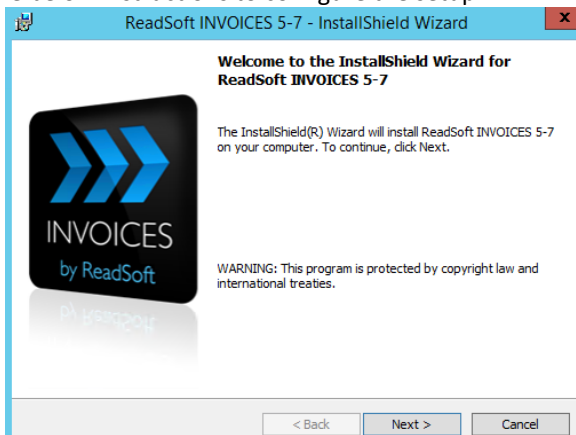 ReadSoft INVOICES 5-7 - InstallShield Wizard
x
Welcome to the InstallShield Wizard for
ReadSoft INVOICES 5-7
The InstallShield(R) Wizard will install ReadSoft INVOICES 5-7
on your computer. To continue, click Next.
INVOICES
by ReadSoft
WARNING: This program is protected by copyright law and
international treaties.
< Back
Next >
Cancel